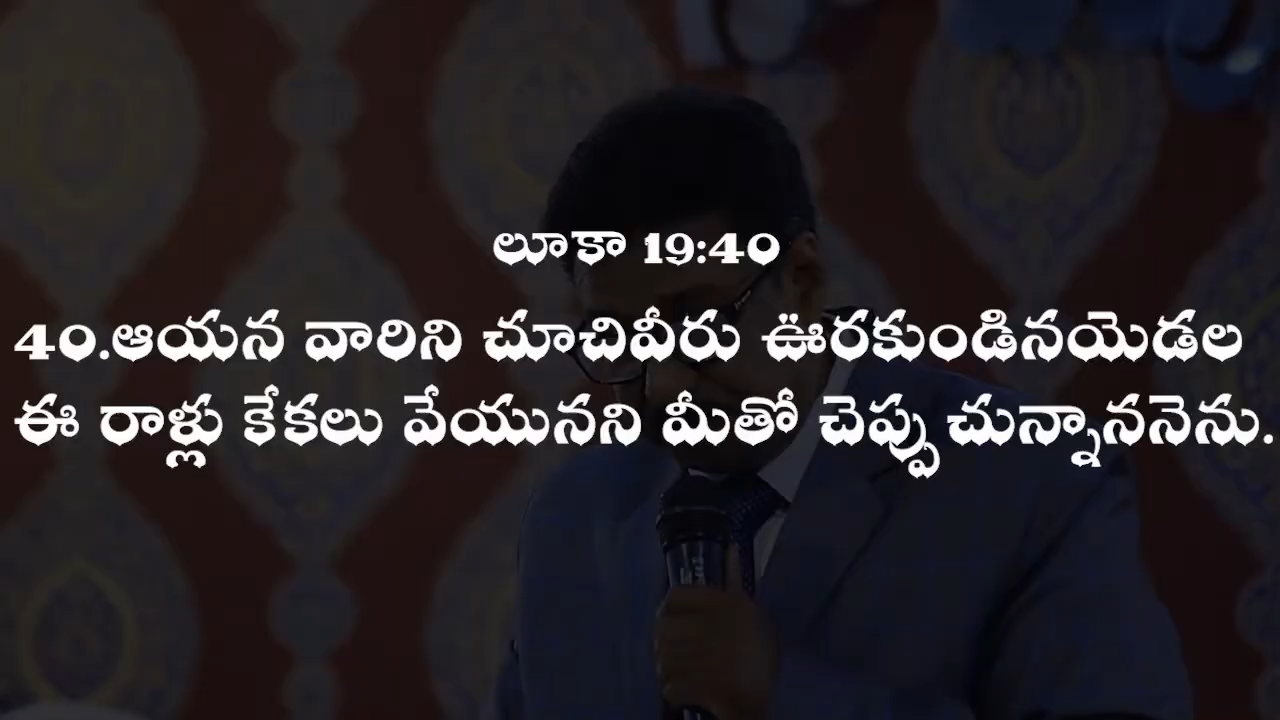 లూకా 19:40
40.ఆయన వారిని చూచివీరు ఊరకుండినయెడల
ఈ రాళ్లు కేకలు వేయునని మీతో చెప్పు చున్నాననెను.